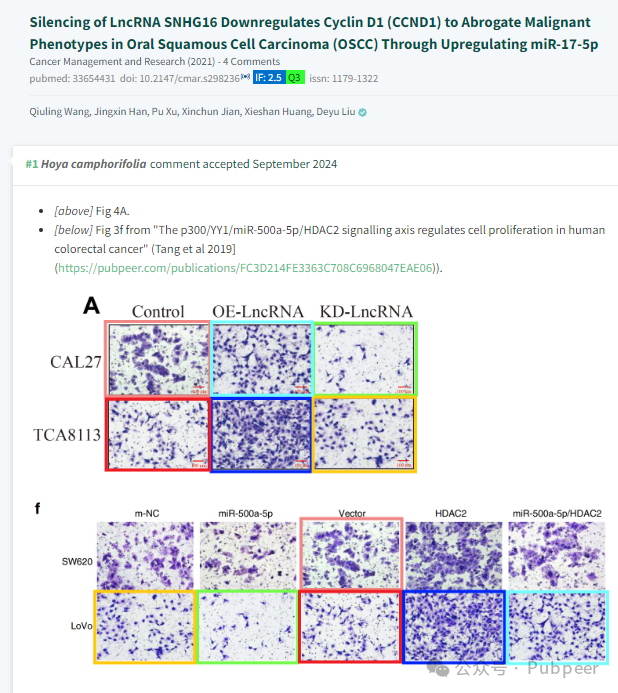 Silencing of LncRNA SNHG16 Downregulates Cyclin D1 (CCND1) to Abrogate Malignant
Phenotypes in Oral Squamous Cell Carcinoma (OSCC) Through Upregulating miR-17-5p
Cancer Management and Research (2021) - 4 Comments
pubmed: 33654431 doi: 10.2147/cmar.s298236 IF: 2.5 Q3 issn: 1179-1322
Qiuling Wang, Jingxin Han, Pu Xu, Xinchun Jian, Xieshan Huang, Deyu Liu
#1 Hoya camphorifolia comment accepted September 2024
• [above] Fig 4A.
• [below] Fig 3f from "The p300/YY1/miR-500a-5p/HDAC2 signalling axis regulates cell proliferation in human
colorectal cancer" (Tang et al 2019]
(https://pubpeer.com/publications/FC3D214FE3363C708C6968047EAE06)).
A
Control OE-LncRNA KD-LncRNA
CAL27
TCA8113
f
m-NC miR-500a-5p Vector HDAC2 miR-500a-5p/HDAC2
SW620
LoVo
公众号 · Pubpeer